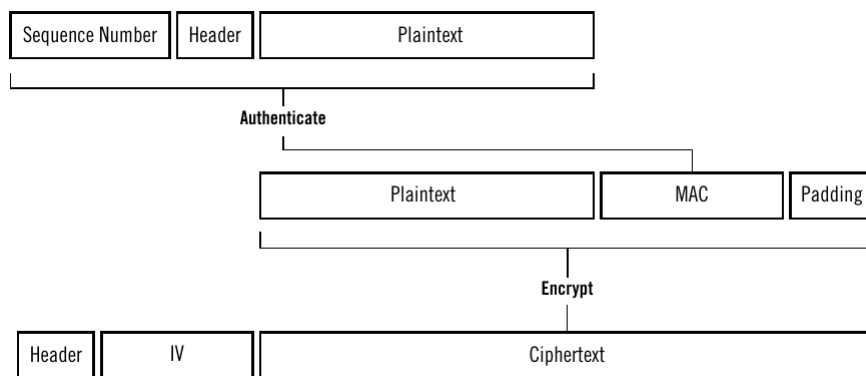 Sequence Number Header Plaintext
Authenticate
Plaintext MAC Padding
Encrypt
Header IV Ciphertext